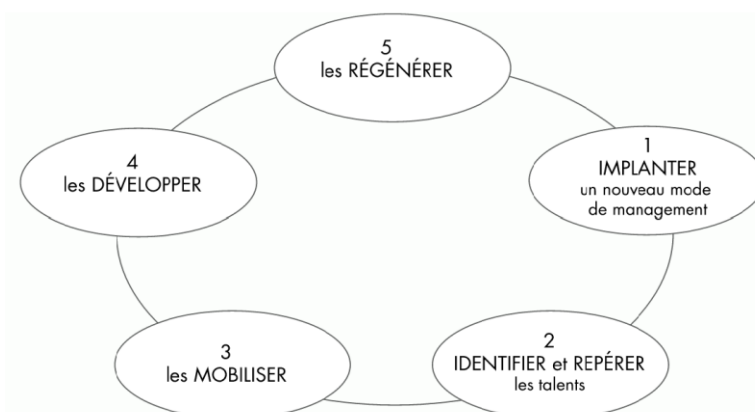 5
les RÉGÉNÉRER
1
IMPLANTER
un nouveau mode
de management
2
IDENTIFIER et REPÉRER
les talents
3
les MOBILISER
4
les DÉVELOPPER